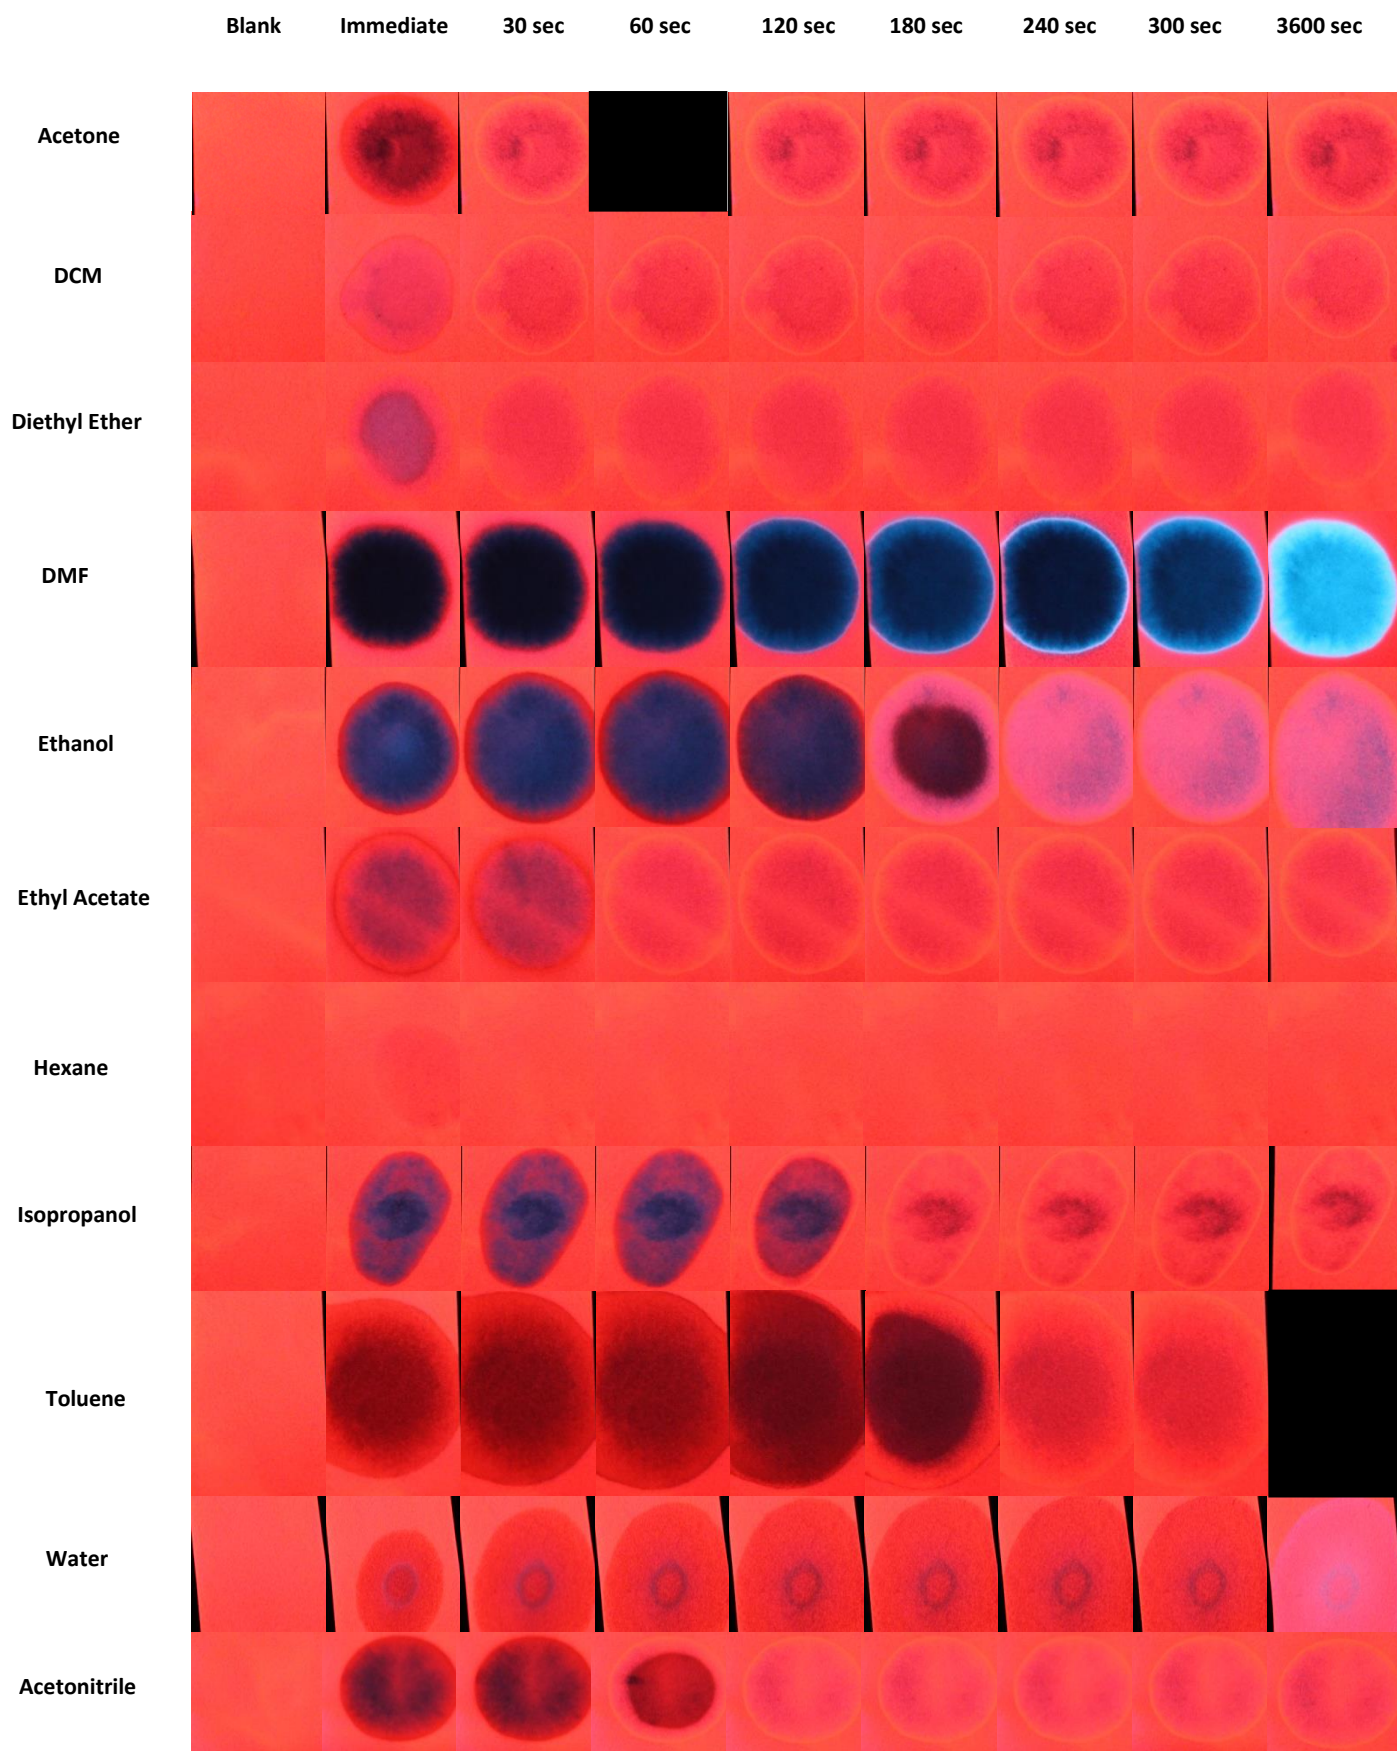 Blank Immediate 30 sec 60 sec 120 sec 180 sec 240 sec 300 sec 3600 sec
Acetone
DCM
Diethyl Ether
DMF
Ethanol
Ethyl Acetate
Hexane
Isopropanol
Toluene
Water
Acetonitrile